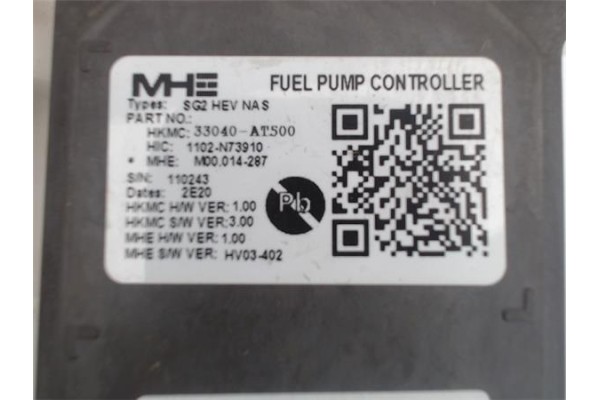 MHE FUEL PUMP CONTROLLER
Types: SG2 HEV NAS
PART NO.:
HKMC: 33040-AT500
HIC: 1102-N73910
• MHE: M00.014-287
S/N: 110243
Dates: 2E20
HKMC H/W VER: 1.00
HKMC S/W VER: 3.00
MHE H/W VER: 1.00
MHE S/W VER: HV03-402
Pb